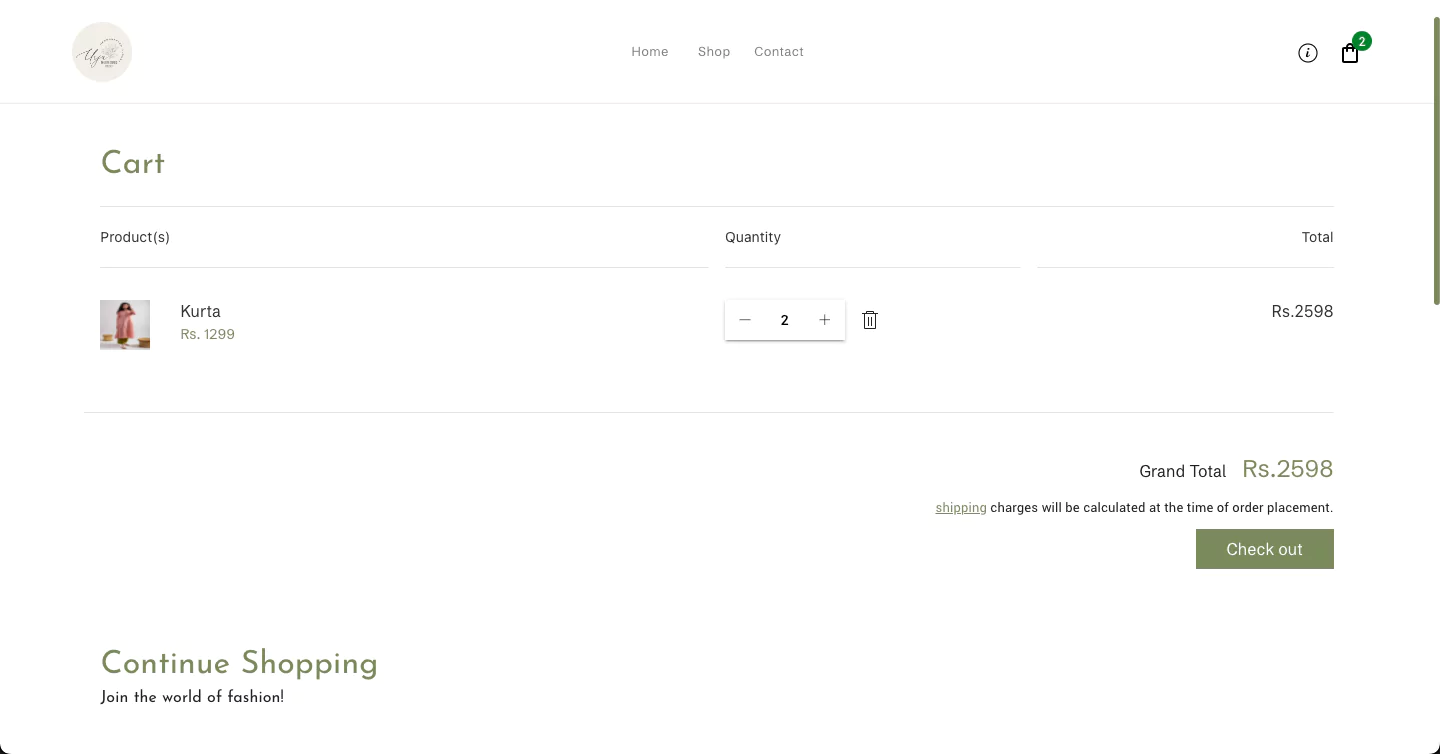 Home Shop Contact
2
Cart
Product(s) Quantity Total
Kurta
Rs. 1299
2
Rs.2598
Grand Total Rs.2598
shipping charges will be calculated at the time of order placement.
Check out
Continue Shopping
Join the world of fashion!